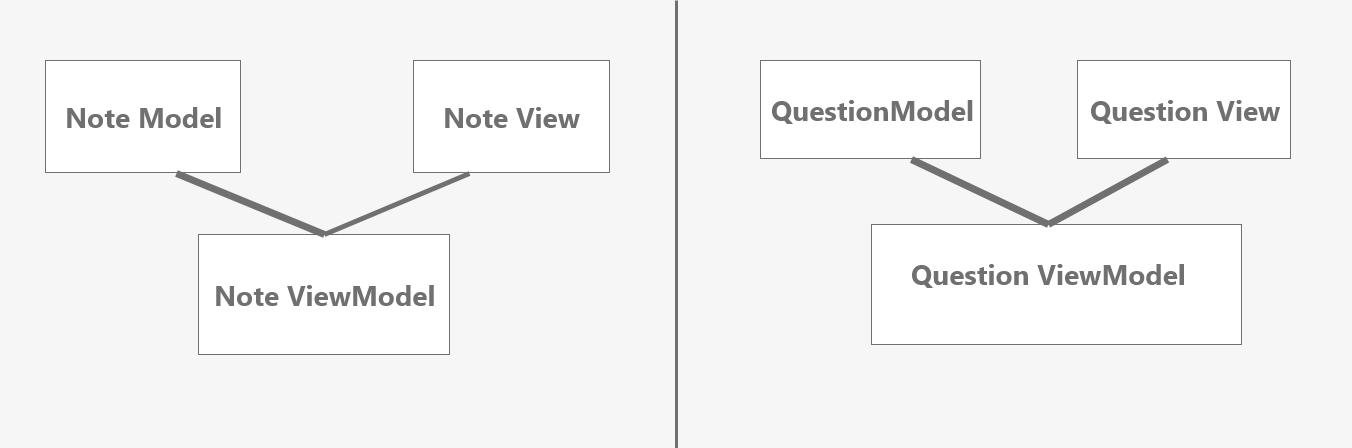 Note Model
Note View
Note ViewModel
QuestionModel
Question View
Question ViewModel